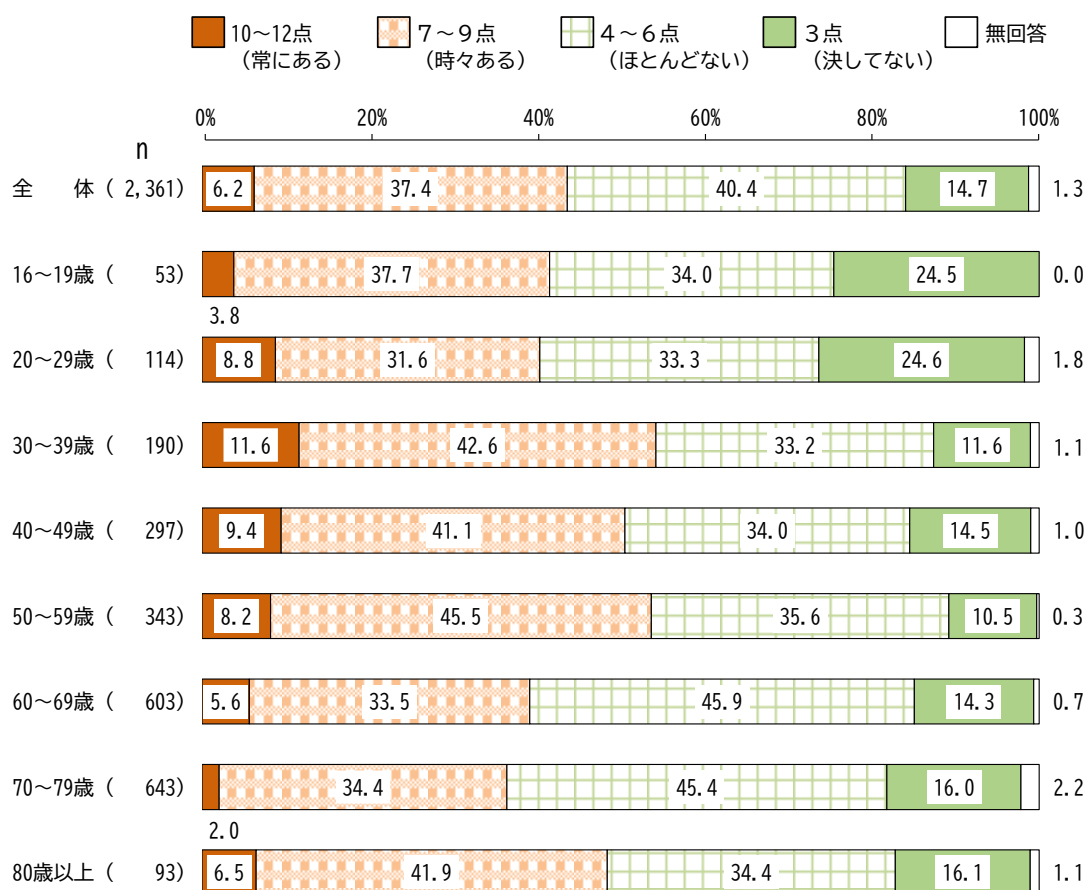 10～12点 7～9点 4～6点 3点 無回答
（常にある） （時々ある） （ほとんどない） （決してない）
0% 20% 40% 60% 80% 100%
n
全 体 ( 2,361) 6.2 37.4 40.4 14.7 1.3
16～19歳 ( 53) 37.7 34.0 24.5 0.0
3.8
20～29歳 ( 114) 8.8 31.6 33.3 24.6 1.8
30～39歳 ( 190) 11.6 42.6 33.2 11.6 1.1
40～49歳 ( 297) 9.4 41.1 34.0 14.5 1.0
50～59歳 ( 343) 8.2 45.5 35.6 10.5 0.3
60～69歳 ( 603) 5.6 33.5 45.9 14.3 0.7
70～79歳 ( 643) 34.4 45.4 16.0 2.2
2.0
80歳以上 ( 93) 6.5 41.9 34.4 16.1 1.1